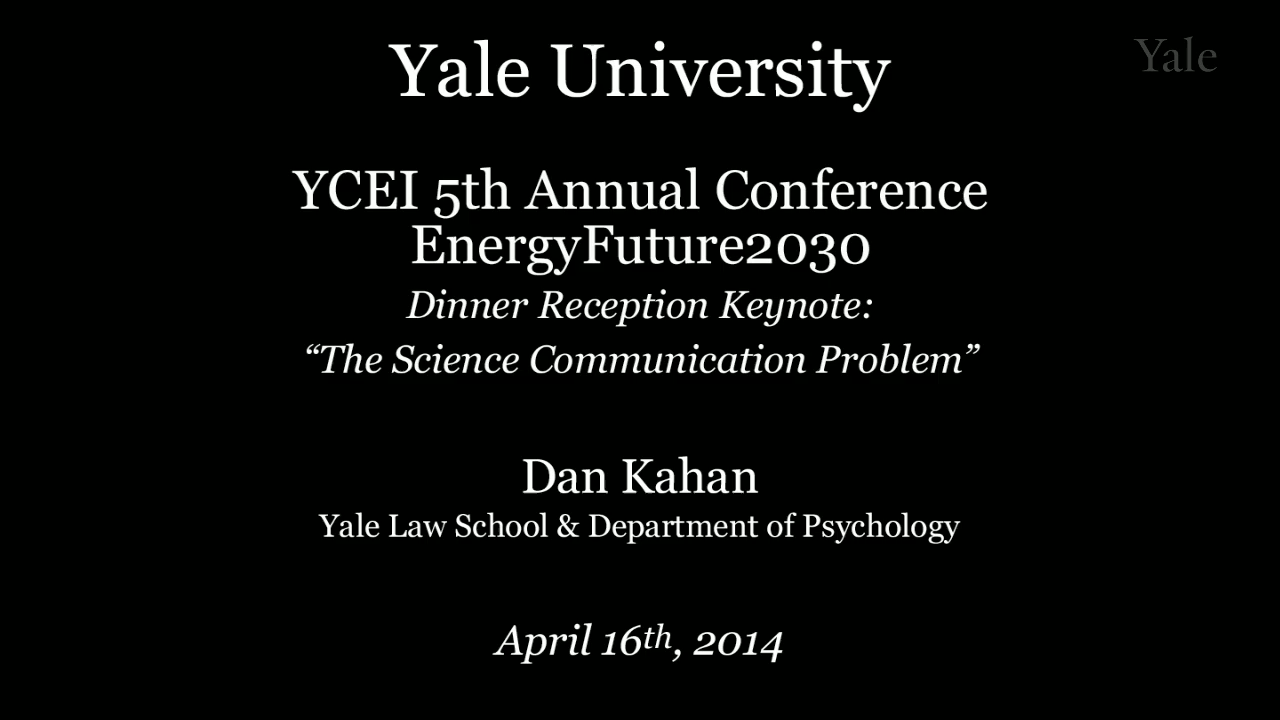 Yale University
Yale
YCEI 5th Annual Conference
EnergyFuture2030
Dinner Reception Keynote:
“The Science Communication Problem”
Dan Kahan
Yale Law School & Department of Psychology
April 16th, 2014